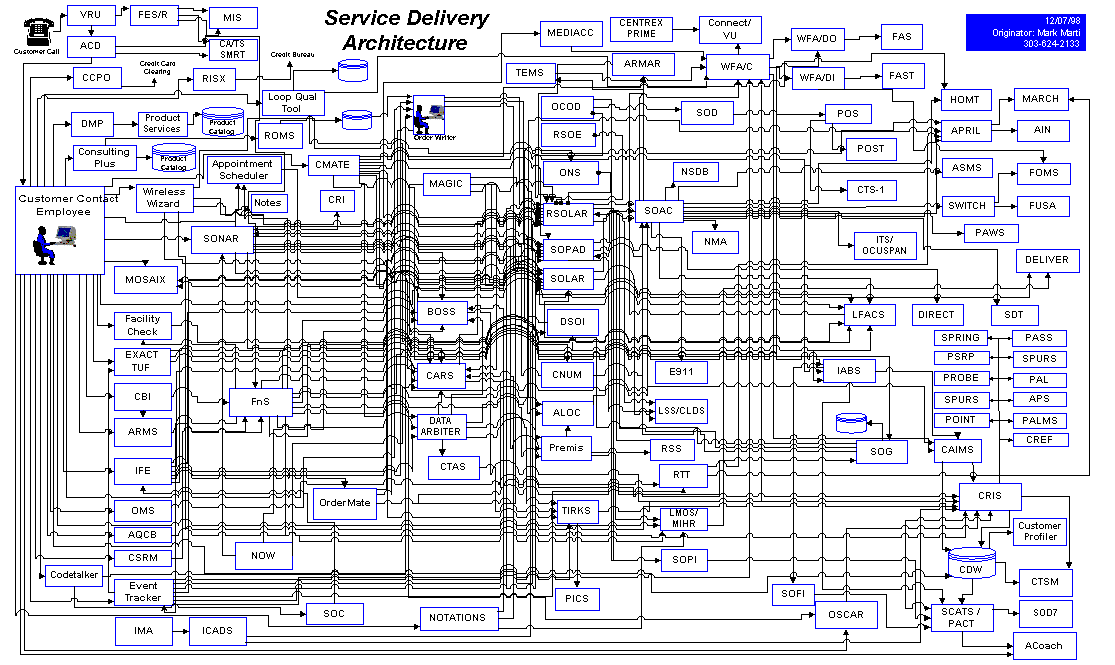 Service Delivery
Architecture
12/07/98
Originator: Mark Marti
303-624-2133
VRU
FES/R
MIS
Customer Call
ACD
CA/TS
SMRT
Credit Bureau
CCPO
Credit Card
Clearing
RISX
Loop Qual
Tool
MEDIACC
CENTREX
PRIME
Connect/
VU
WFA/DO
FAS
TEMS
ARMAR
WFA/C
WFA/DI
FAST
DMP
Product
Services
Product
Catalog
ROMS
Order Writer
OCOD
SOD
POS
HOMT
MARCH
Consulting
Plus
Product
Catalog
Appointment
Scheduler
CMATE
RSOE
POST
APRIL
AIN
MAGIC
ONS
NSDB
CTS-1
ASMS
FOMS
Customer Contact
Employee
Wireless
Wizard
Notes
CRI
RSOLAR
SOAC
SWITCH
FUSA
SONAR
SOPAD
NMA
ITS/
OCUSPAN
PAWS
MOSAIX
SOLAR
DELIVER
BOSS
DSOI
LFACS
DIRECT
SDT
Facility
Check
SPRING
PASS
EXACT
TUF
CARS
CNUM
E911
IABS
PSRP
SPURS
PROBE
PAL
CBI
FnS
SPURS
APS
ARMS
DATA
ARBITER
ALOC
LSS/CLDS
POINT
PALMS
CREF
IFE
CTAS
Premis
RSS
SOG
CAIMS
RTT
OrderMate
CRIS
OMS
TIRKS
LMOS/
MIHR
AQCB
Customer
Profiler
CSRM
NOW
SOPI
CDW
Codetalker
CTSM
Event
Tracker
PICS
SOFI
SOC
NOTATIONS
OSCAR
SCATS /
PACT
SOD7
IMA
ICADS
ACoach